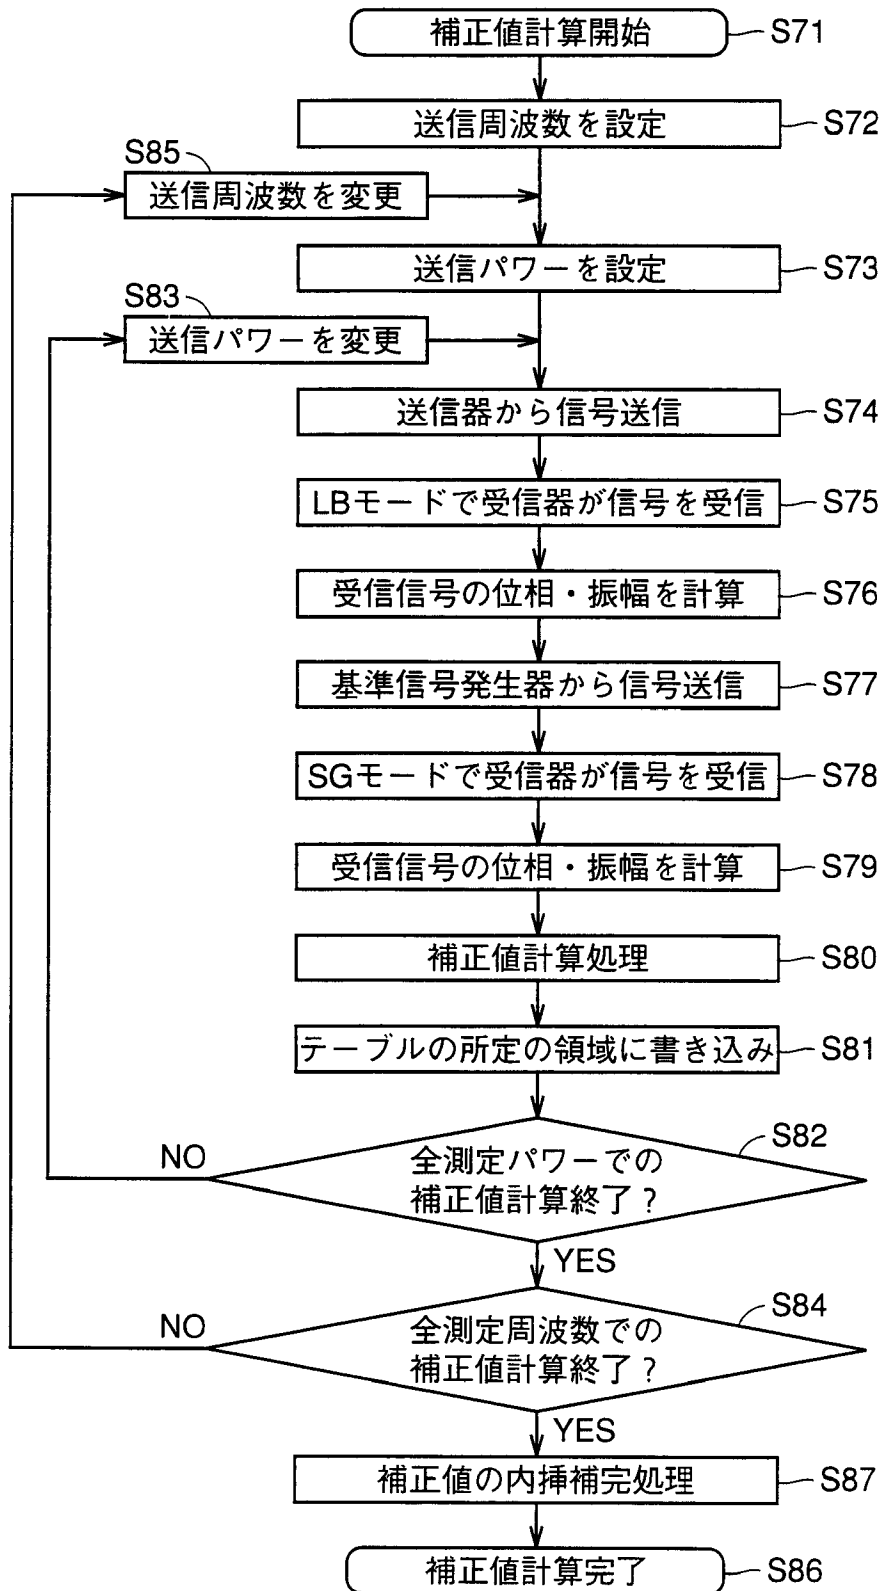 補正値計算開始 S71
送信周波数を設定 S72
S85
送信周波数を変更
送信パワーを設定 S73
S83
送信パワーを変更
送信器から信号送信 S74
LBモードで受信器が信号を受信 S75
受信信号の位相・振幅を計算 S76
基準信号発生器から信号送信 S77
SGモードで受信器が信号を受信 S78
受信信号の位相・振幅を計算 S79
補正値計算処理 S80
テーブルの所定の領域に書き込み S81
S82
NO
全測定パワーでの
補正値計算終了?
YES
S84
NO
全測定周波数での
補正値計算終了?
YES
補正値の内挿補完処理 S87
補正値計算完了 S86